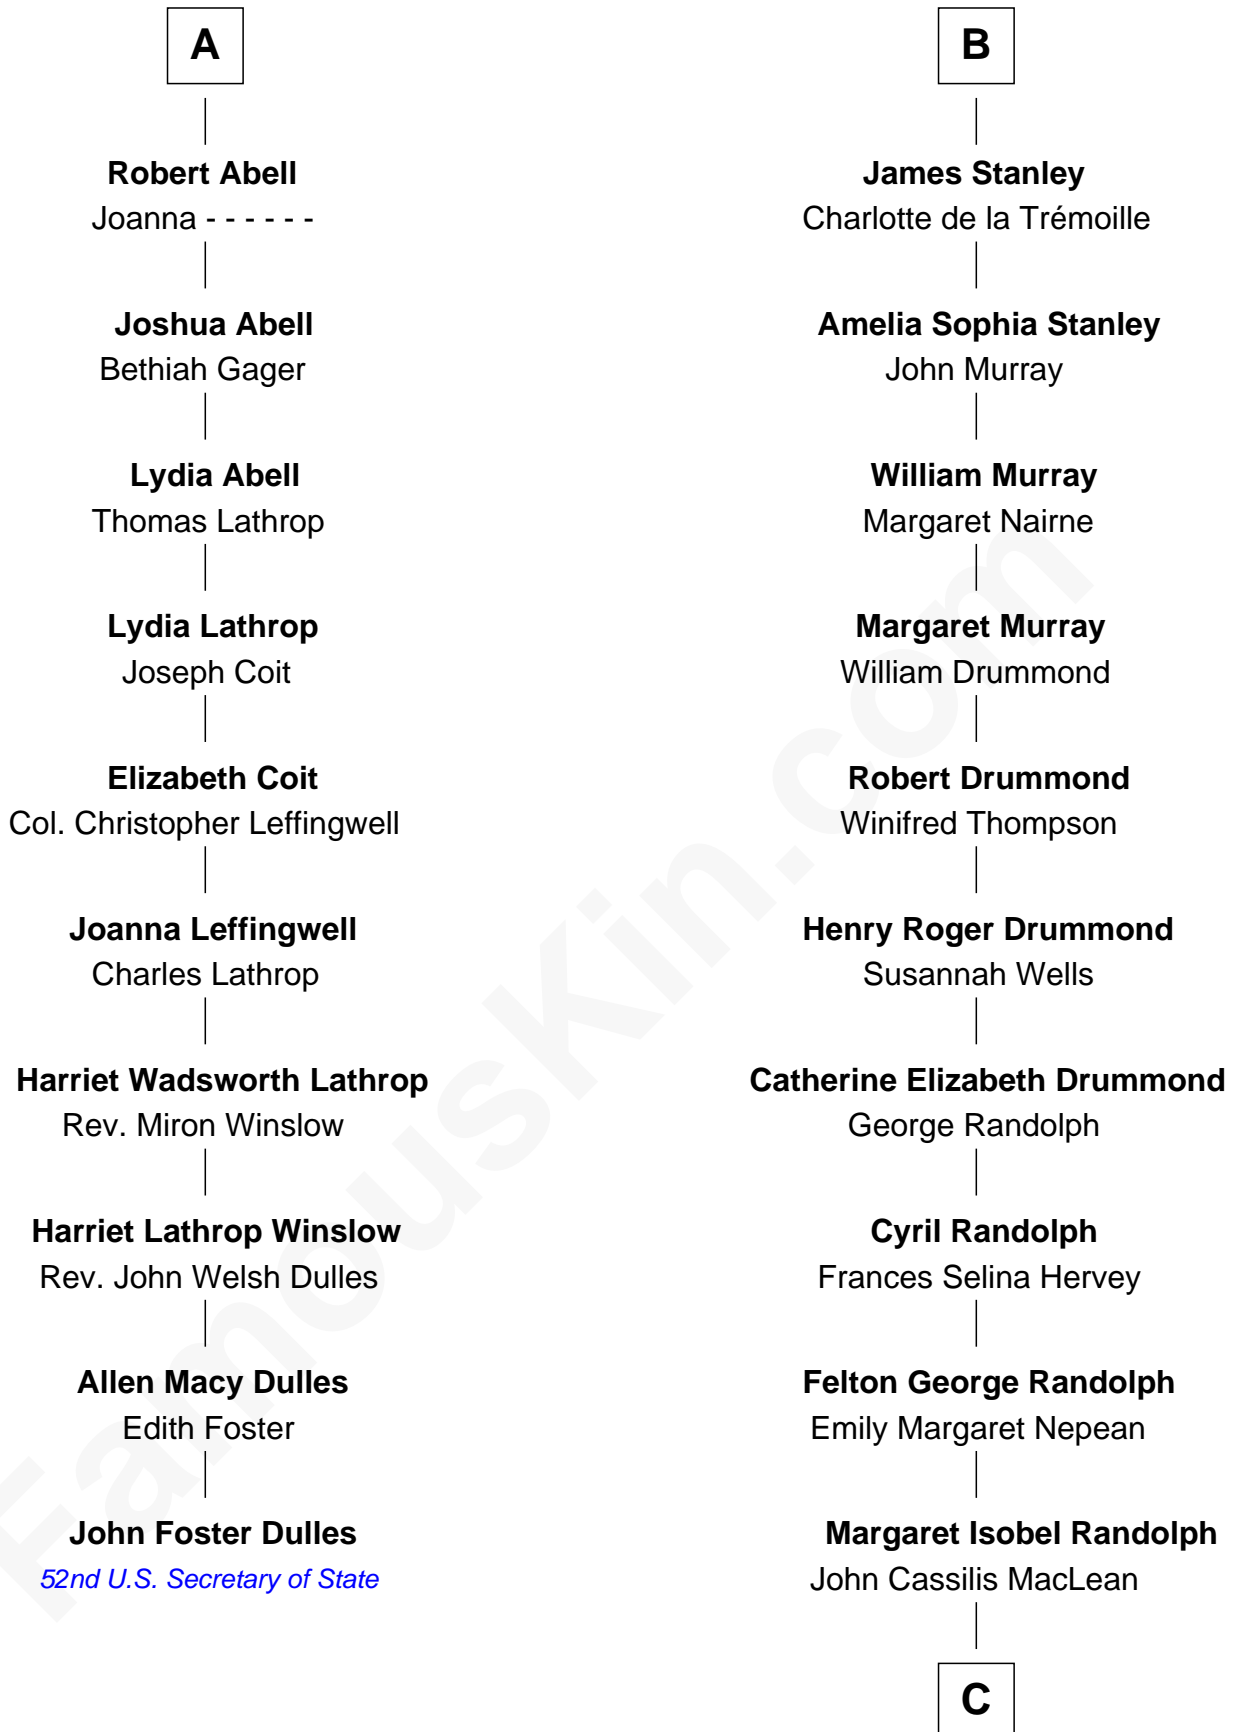 A
Robert Abell
Joanna - - - - - -
Joshua Abell
Bethiah Gager
Lydia Abell
Thomas Lathrop
Lydia Lathrop
Joseph Coit
Elizabeth Coit
Col. Christopher Leffingwell
Joanna Leffingwell
Charles Lathrop
Harriet Wadsworth Lathrop
Rev. Miron Winslow
Harriet Lathrop Winslow
Rev. John Welsh Dulles
Allen Macy Dulles
Edith Foster
John Foster Dulles
52nd U.S. Secretary of State
B
James Stanley
Charlotte de la Trémoille
Amelia Sophia Stanley
John Murray
William Murray
Margaret Nairne
Margaret Murray
William Drummond
Robert Drummond
Winifred Thompson
Henry Roger Drummond
Susannah Wells
Catherine Elizabeth Drummond
George Randolph
Cyril Randolph
Frances Selina Hervey
Felton George Randolph
Emily Margaret Nepean
Margaret Isobel Randolph
John Cassilis MacLean
C
FamousKin.com